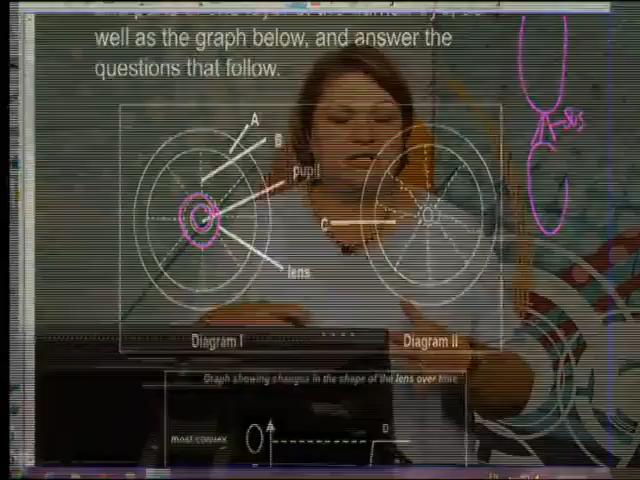 well as the graph below, and answer the
questions that follow.
A
B
pupil
C
lens
Diagram I
Diagram II
Graph showing changes in the shape of the lens over time
most convex
A
D